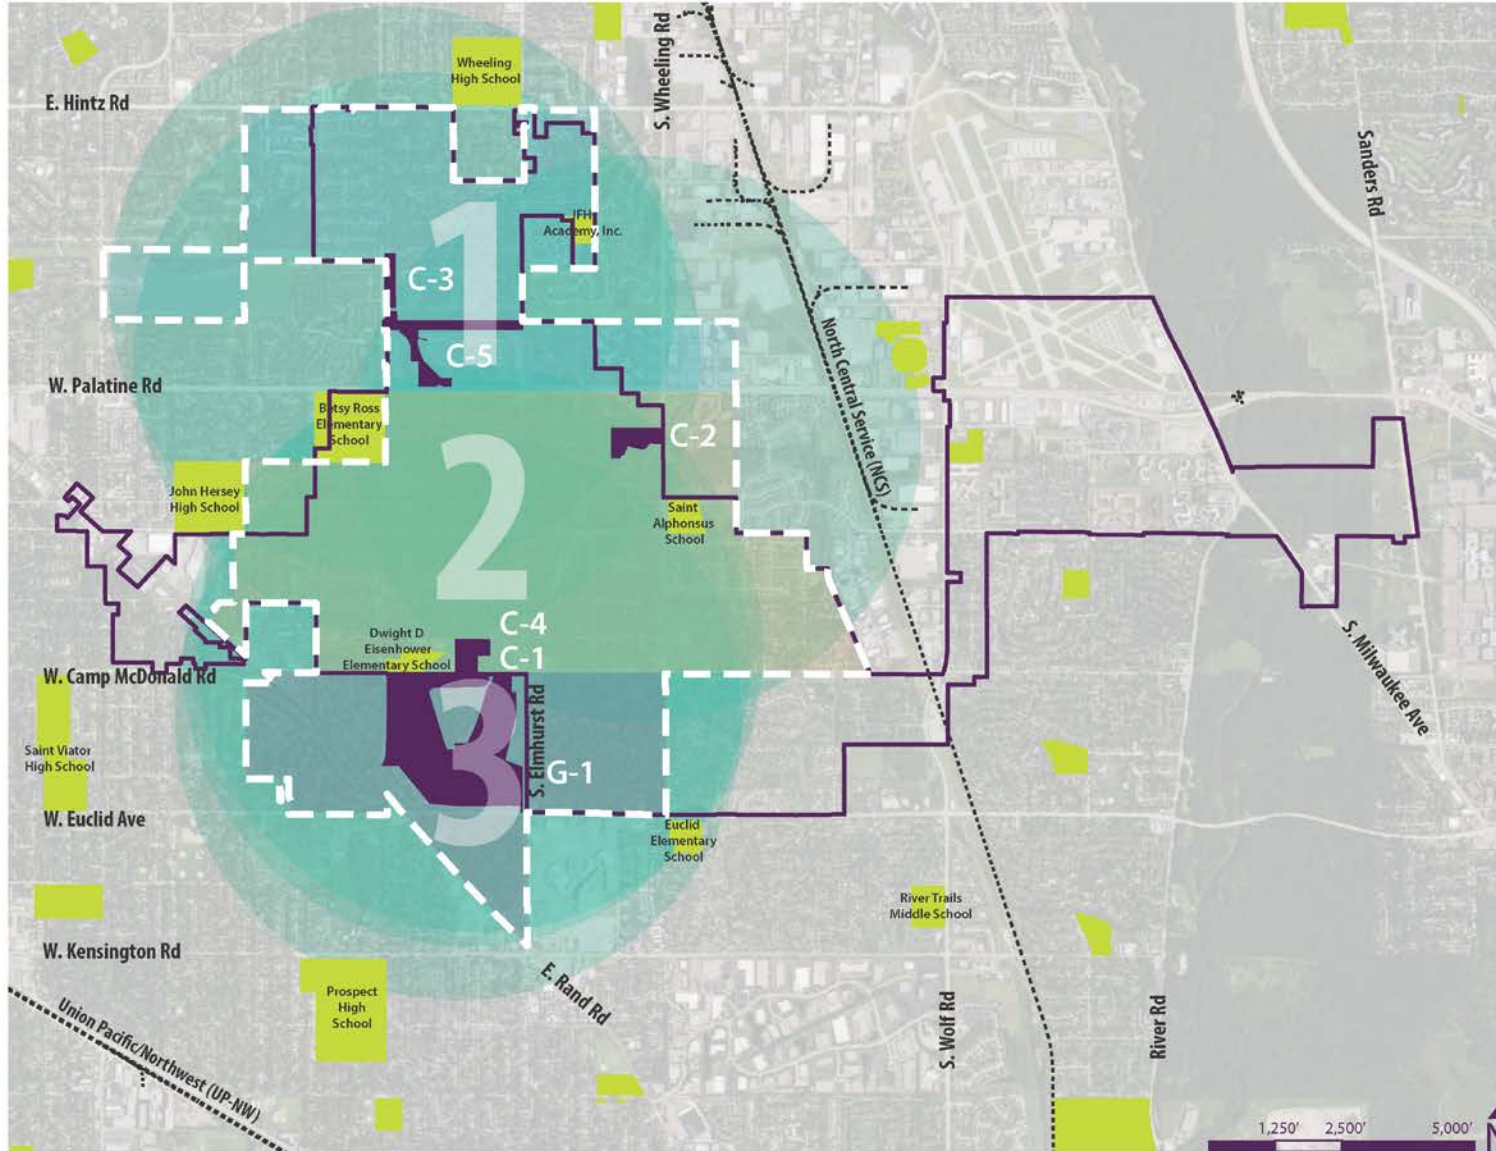 Wheeling
High School
E. Hintz Rd
S. Wheeling Rd
Sanders Rd
1
JFH
Academy, Inc.
C-3
North Central Service (NCS)
C-5
W. Palatine Rd
Betsy Ross
Elementary
School
C-2
2
John Hersey
High School
Saint
Alphonsus
School
C-4
Dwight D
Eisenhower
Elementary School
C-1
W. Camp McDonald Rd
S. Milwaukee Ave
3
S. Elmhurst Rd
Saint Viator
High School
G-1
W. Euclid Ave
Euclid
Elementary
School
River Trails
Middle School
W. Kensington Rd
E. Rand Rd
Prospect
High
School
S. Wolf Rd
River Rd
Union Pacific/Northwest (UP-NW)
1,250' 2,500' 5,000'